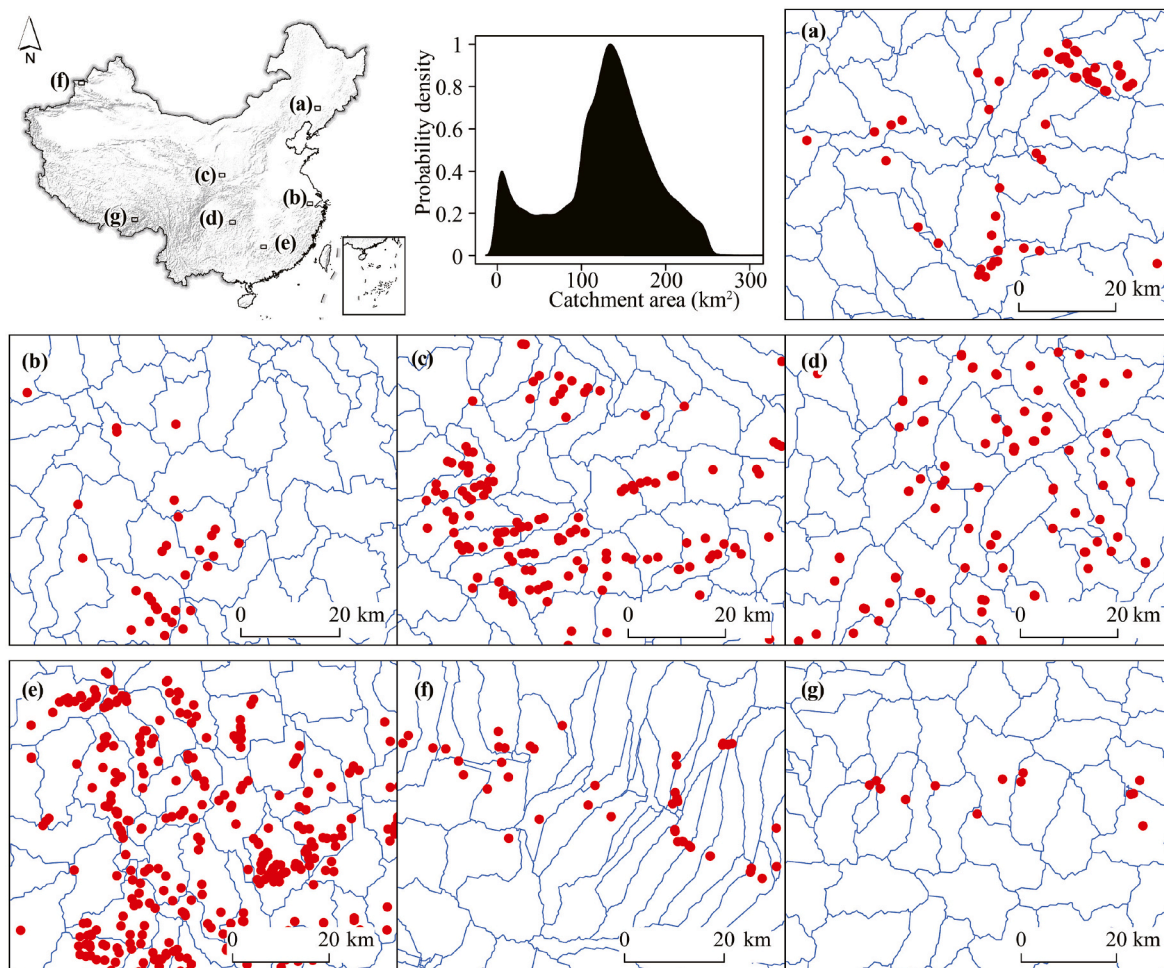 N
(f)
(a)
(c)
(b)
(d)
(g)
(e)
Probability density
1
0.8
0.6
0.4
0.2
0
0 100 200 300
Catchment area (km²)
(a)
0 20 km
(b)
0 20 km
(c)
0 20 km
(d)
0 20 km
(e)
0 20 km
(f)
0 20 km
(g)
0 20 km